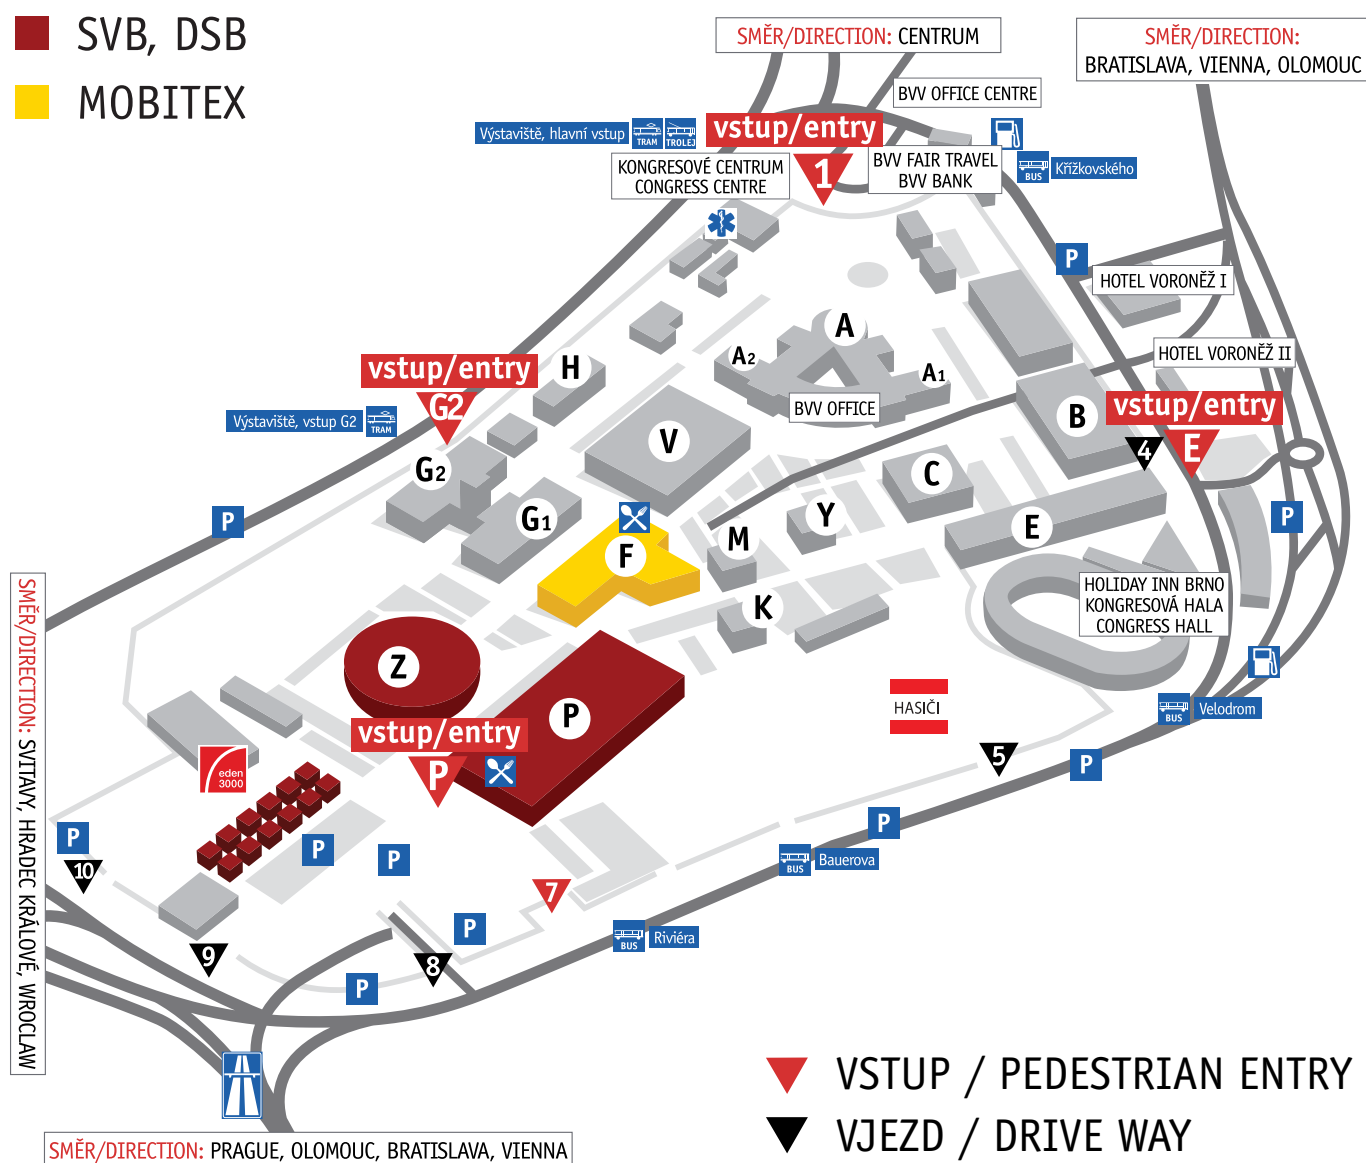 SVB, DSB
MOBITEX
SMĚR/DIRECTION: CENTRUM
SMĚR/DIRECTION:
BRATISLAVA, VIENNA, OLOMOUC
BVV OFFICE CENTRE
Výstaviště, hlavní vstup
TRAM
TROLEJ
vstup/entry
1
KONGRESOVÉ CENTRUM
CONGRESS CENTRE
BVV FAIR TRAVEL
BVV BANK
BUS
Křížkovského
P
HOTEL VORONĚŽ I
HOTEL VORONĚŽ II
A
A2
A1
BVV OFFICE
H
vstup/entry
G2
Výstaviště, vstup G2
TRAM
vstup/entry
E
4
B
V
C
G2
G1
P
P
Y
M
E
F
K
HOLIDAY INN BRNO
KONGRESOVÁ HALA
CONGRESS HALL
Z
P
vstup/entry
P
HASIČI
BUS
Velodrom
5
P
eden
3000
P
P
P
P
10
BUS
Bauerova
7
P
BUS
Riviéra
9
8
P
SMĚR/DIRECTION: SVITAVY, HRADEC KRÁLOVÉ, WROCLAW
VSTUP / PEDESTRIAN ENTRY
VJEZD / DRIVE WAY
SMĚR/DIRECTION: PRAGUE, OLOMOUC, BRATISLAVA, VIENNA